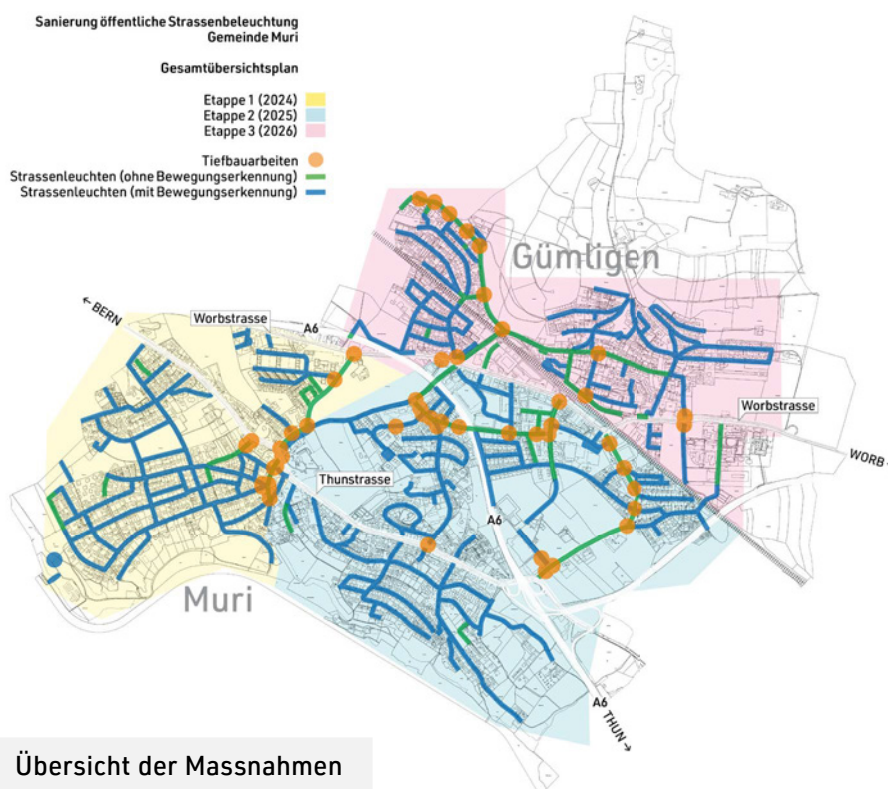 Sanierung öffentliche Strassenbeleuchtung
Gemeinde Muri
Gesamtübersichtsplan
Etappe 1 (2024)
Etappe 2 (2025)
Etappe 3 (2026)
Tiefbauarbeiten
Strassenleuchten (ohne Bewegungserkennung)
Strassenleuchten (mit Bewegungserkennung)
Gümligen
← BERN
Worbstrasse
A6
Worbstrasse
WORB →
Thunstrasse
A6
Muri
A6
THUN →
Übersicht der Massnahmen